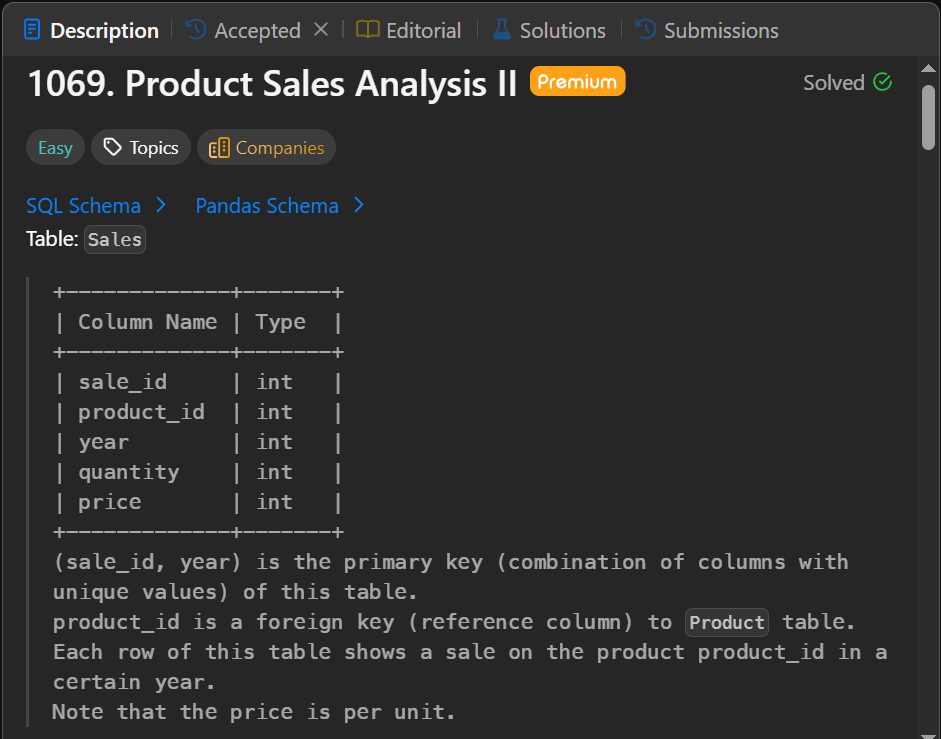 Description Accepted Editorial Solutions Submissions
1069. Product Sales Analysis II Premium Solved
Easy Topics Companies
SQL Schema Pandas Schema
Table: Sales
+-------------+-------+
| Column Name | Type  |
+-------------+-------+
| sale_id     | int   |
| product_id  | int   |
| year        | int   |
| quantity    | int   |
| price       | int   |
+-------------+-------+
(sale_id, year) is the primary key (combination of columns with
unique values) of this table.
product_id is a foreign key (reference column) to Product table.
Each row of this table shows a sale on the product product_id in a
certain year.
Note that the price is per unit.